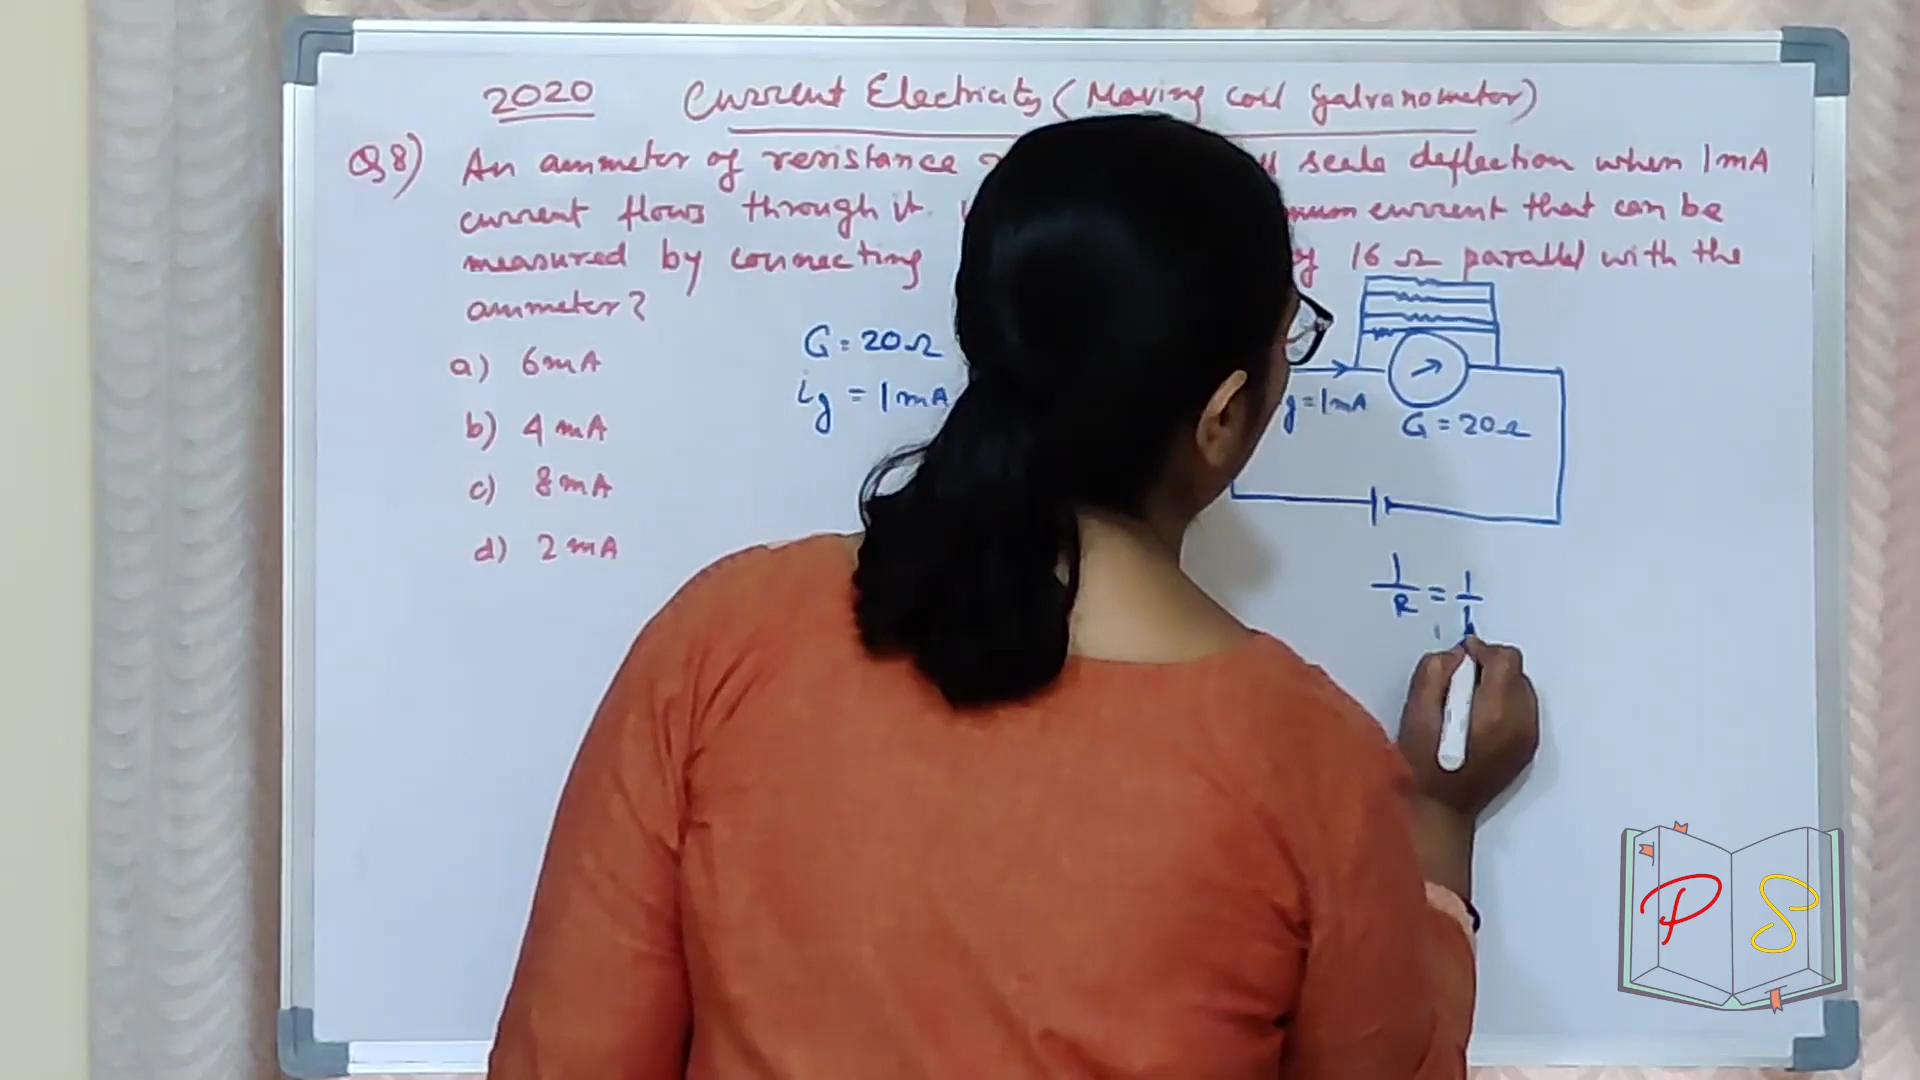 2020 Current Electricity (Moving coil Galvanometer)
Q8) An ammeter of resistance scale deflection when 1mA
current flows through it. current that can be
measured by connecting 16 Ω parallel with the
ammeter?
a) 6mA
b) 4 mA
c) 8mA
d) 2 mA
G = 20Ω
ig = 1mA
g = 1mA
G = 20Ω
1/R = 1/1
P S